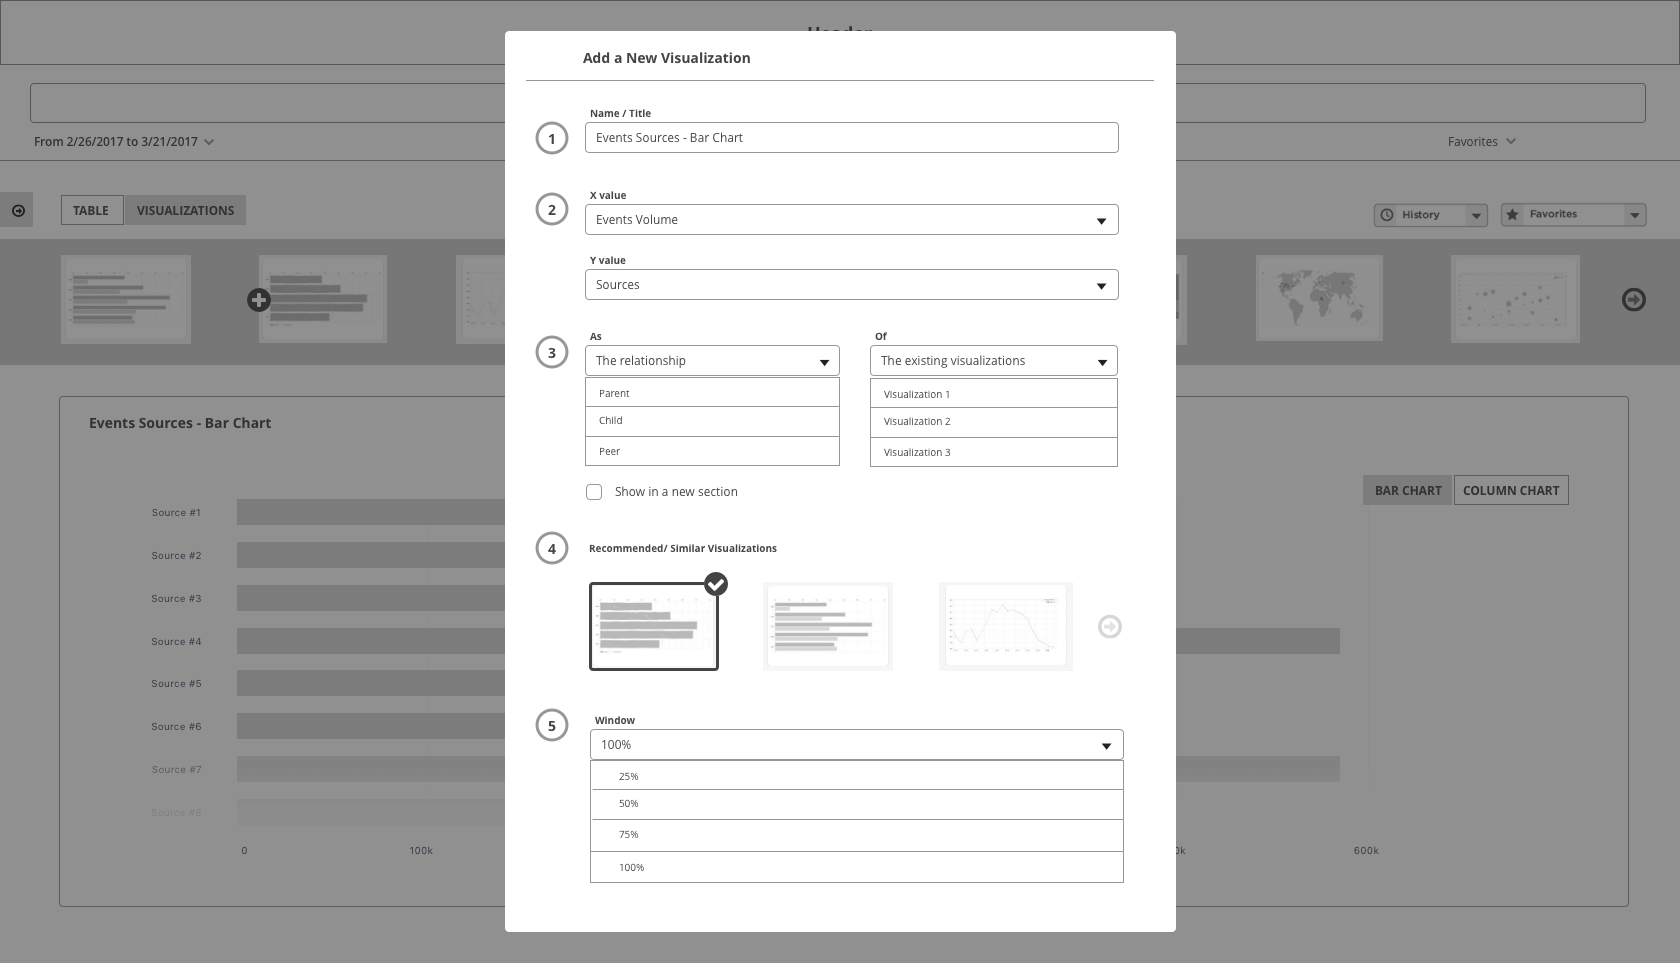 Header
Add a New Visualization
Name / Title
1
Events Sources - Bar Chart
From 2/26/2017 to 3/21/2017
Favorites
X value
2
Events Volume
TABLE
VISUALIZATIONS
History
Favorites
Y value
Sources
As
Of
3
The relationship
The existing visualizations
Parent
Visualization 1
Child
Visualization 2
Peer
Visualization 3
Show in a new section
Events Sources - Bar Chart
BAR CHART
COLUMN CHART
4
Recommended/ Similar Visualizations
Source #1
Source #2
Source #3
Source #4
Source #5
Source #6
Source #7
Source #8
0
100k
0k
600k
5
Window
100%
25%
50%
75%
100%